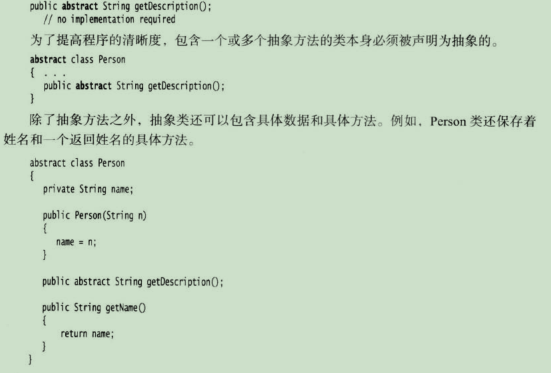 public abstract String getDescription();
// no implementation required
为了提高程序的清晰度，包含一个或多个抽象方法的类本身必须被声明为抽象的。
abstract class Person
{ . . .
public abstract String getDescription();
}
除了抽象方法之外，抽象类还可以包含具体数据和具体方法。例如，Person 类还保存着
姓名和一个返回姓名的具体方法。
abstract class Person
{
private String name;
public Person(String n)
{
name = n;
}
public abstract String getDescription();
public String getName()
{
return name;
}
}